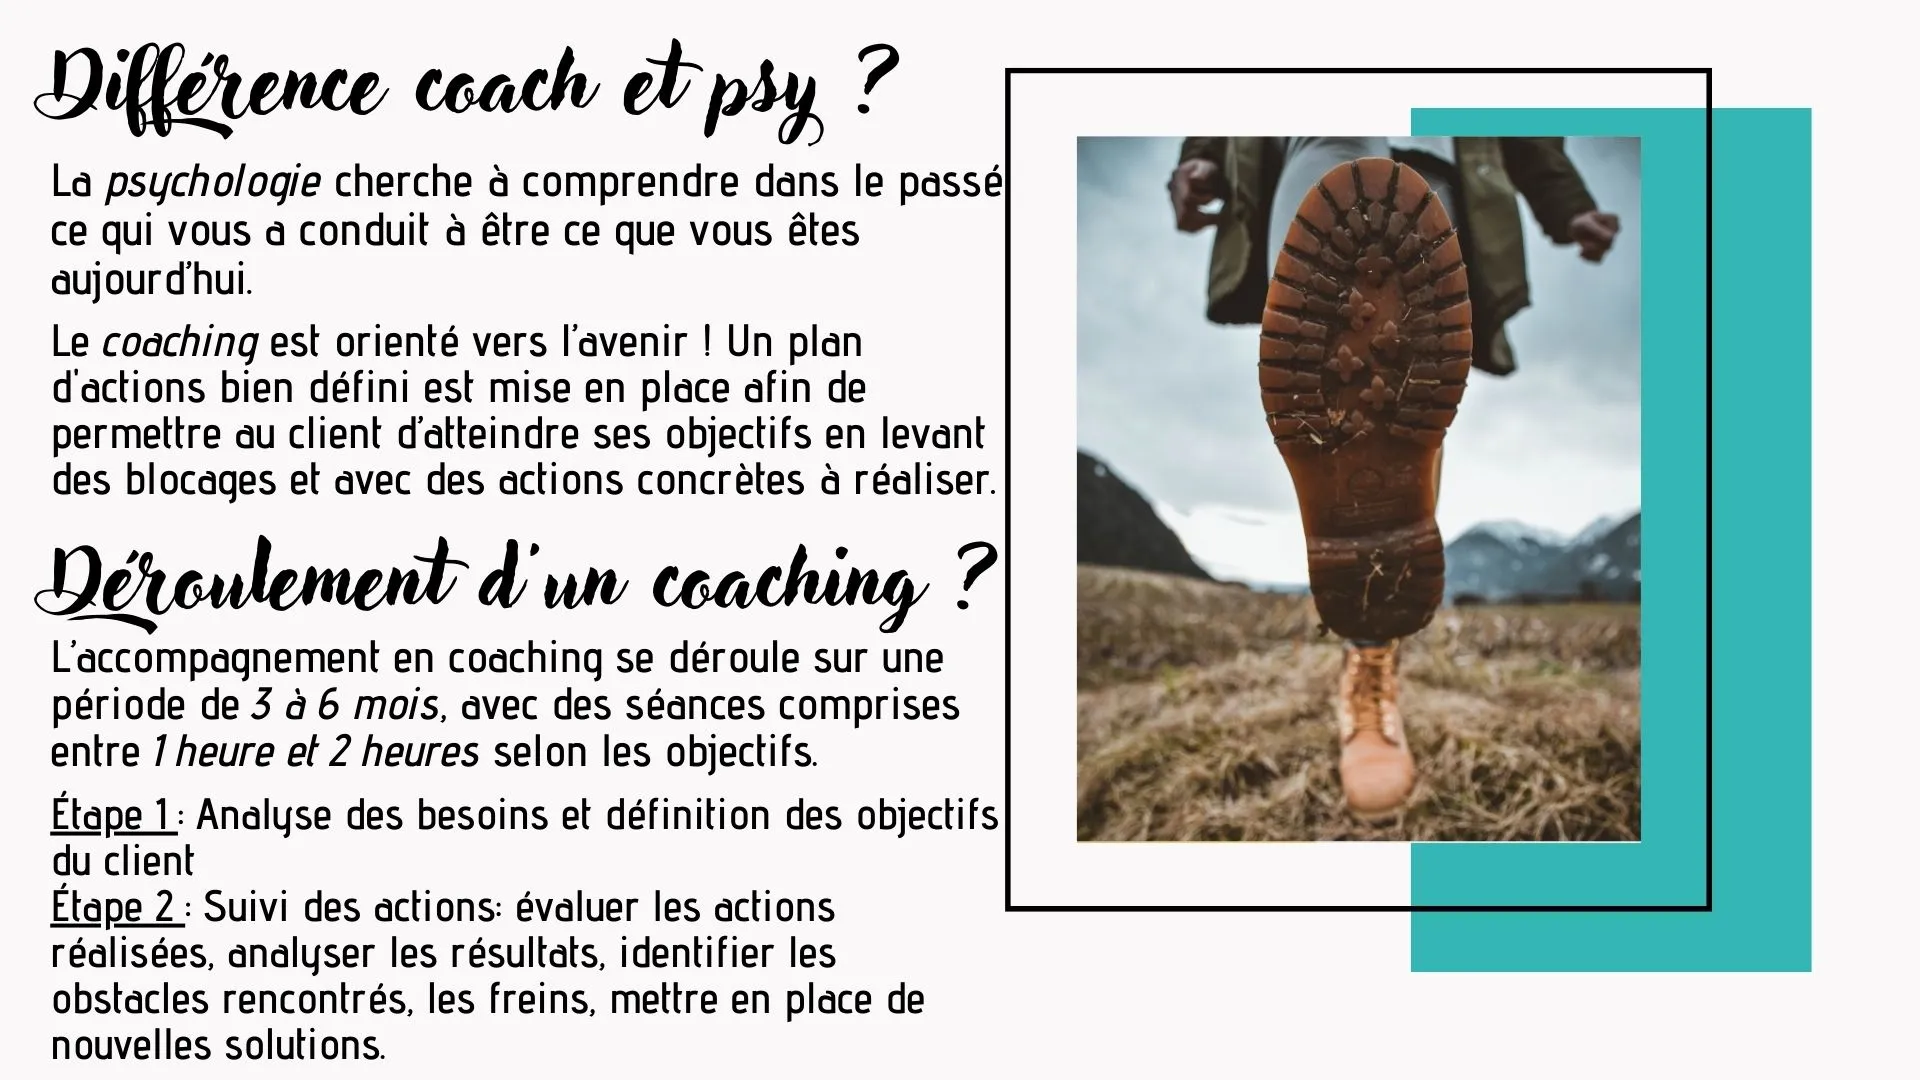 Différence coach et psy ?
La psychologie cherche à comprendre dans le passé
ce qui vous a conduit à être ce que vous êtes
aujourd’hui.
Le coaching est orienté vers l’avenir ! Un plan
d'actions bien défini est mise en place afin de
permettre au client d’atteindre ses objectifs en levant
des blocages et avec des actions concrètes à réaliser.
Déroulement d'un coaching ?
L’accompagnement en coaching se déroule sur une
période de 3 à 6 mois, avec des séances comprises
entre 1 heure et 2 heures selon les objectifs.
Étape 1 : Analyse des besoins et définition des objectifs
du client
Étape 2 : Suivi des actions: évaluer les actions
réalisées, analyser les résultats, identifier les
obstacles rencontrés, les freins, mettre en place de
nouvelles solutions.